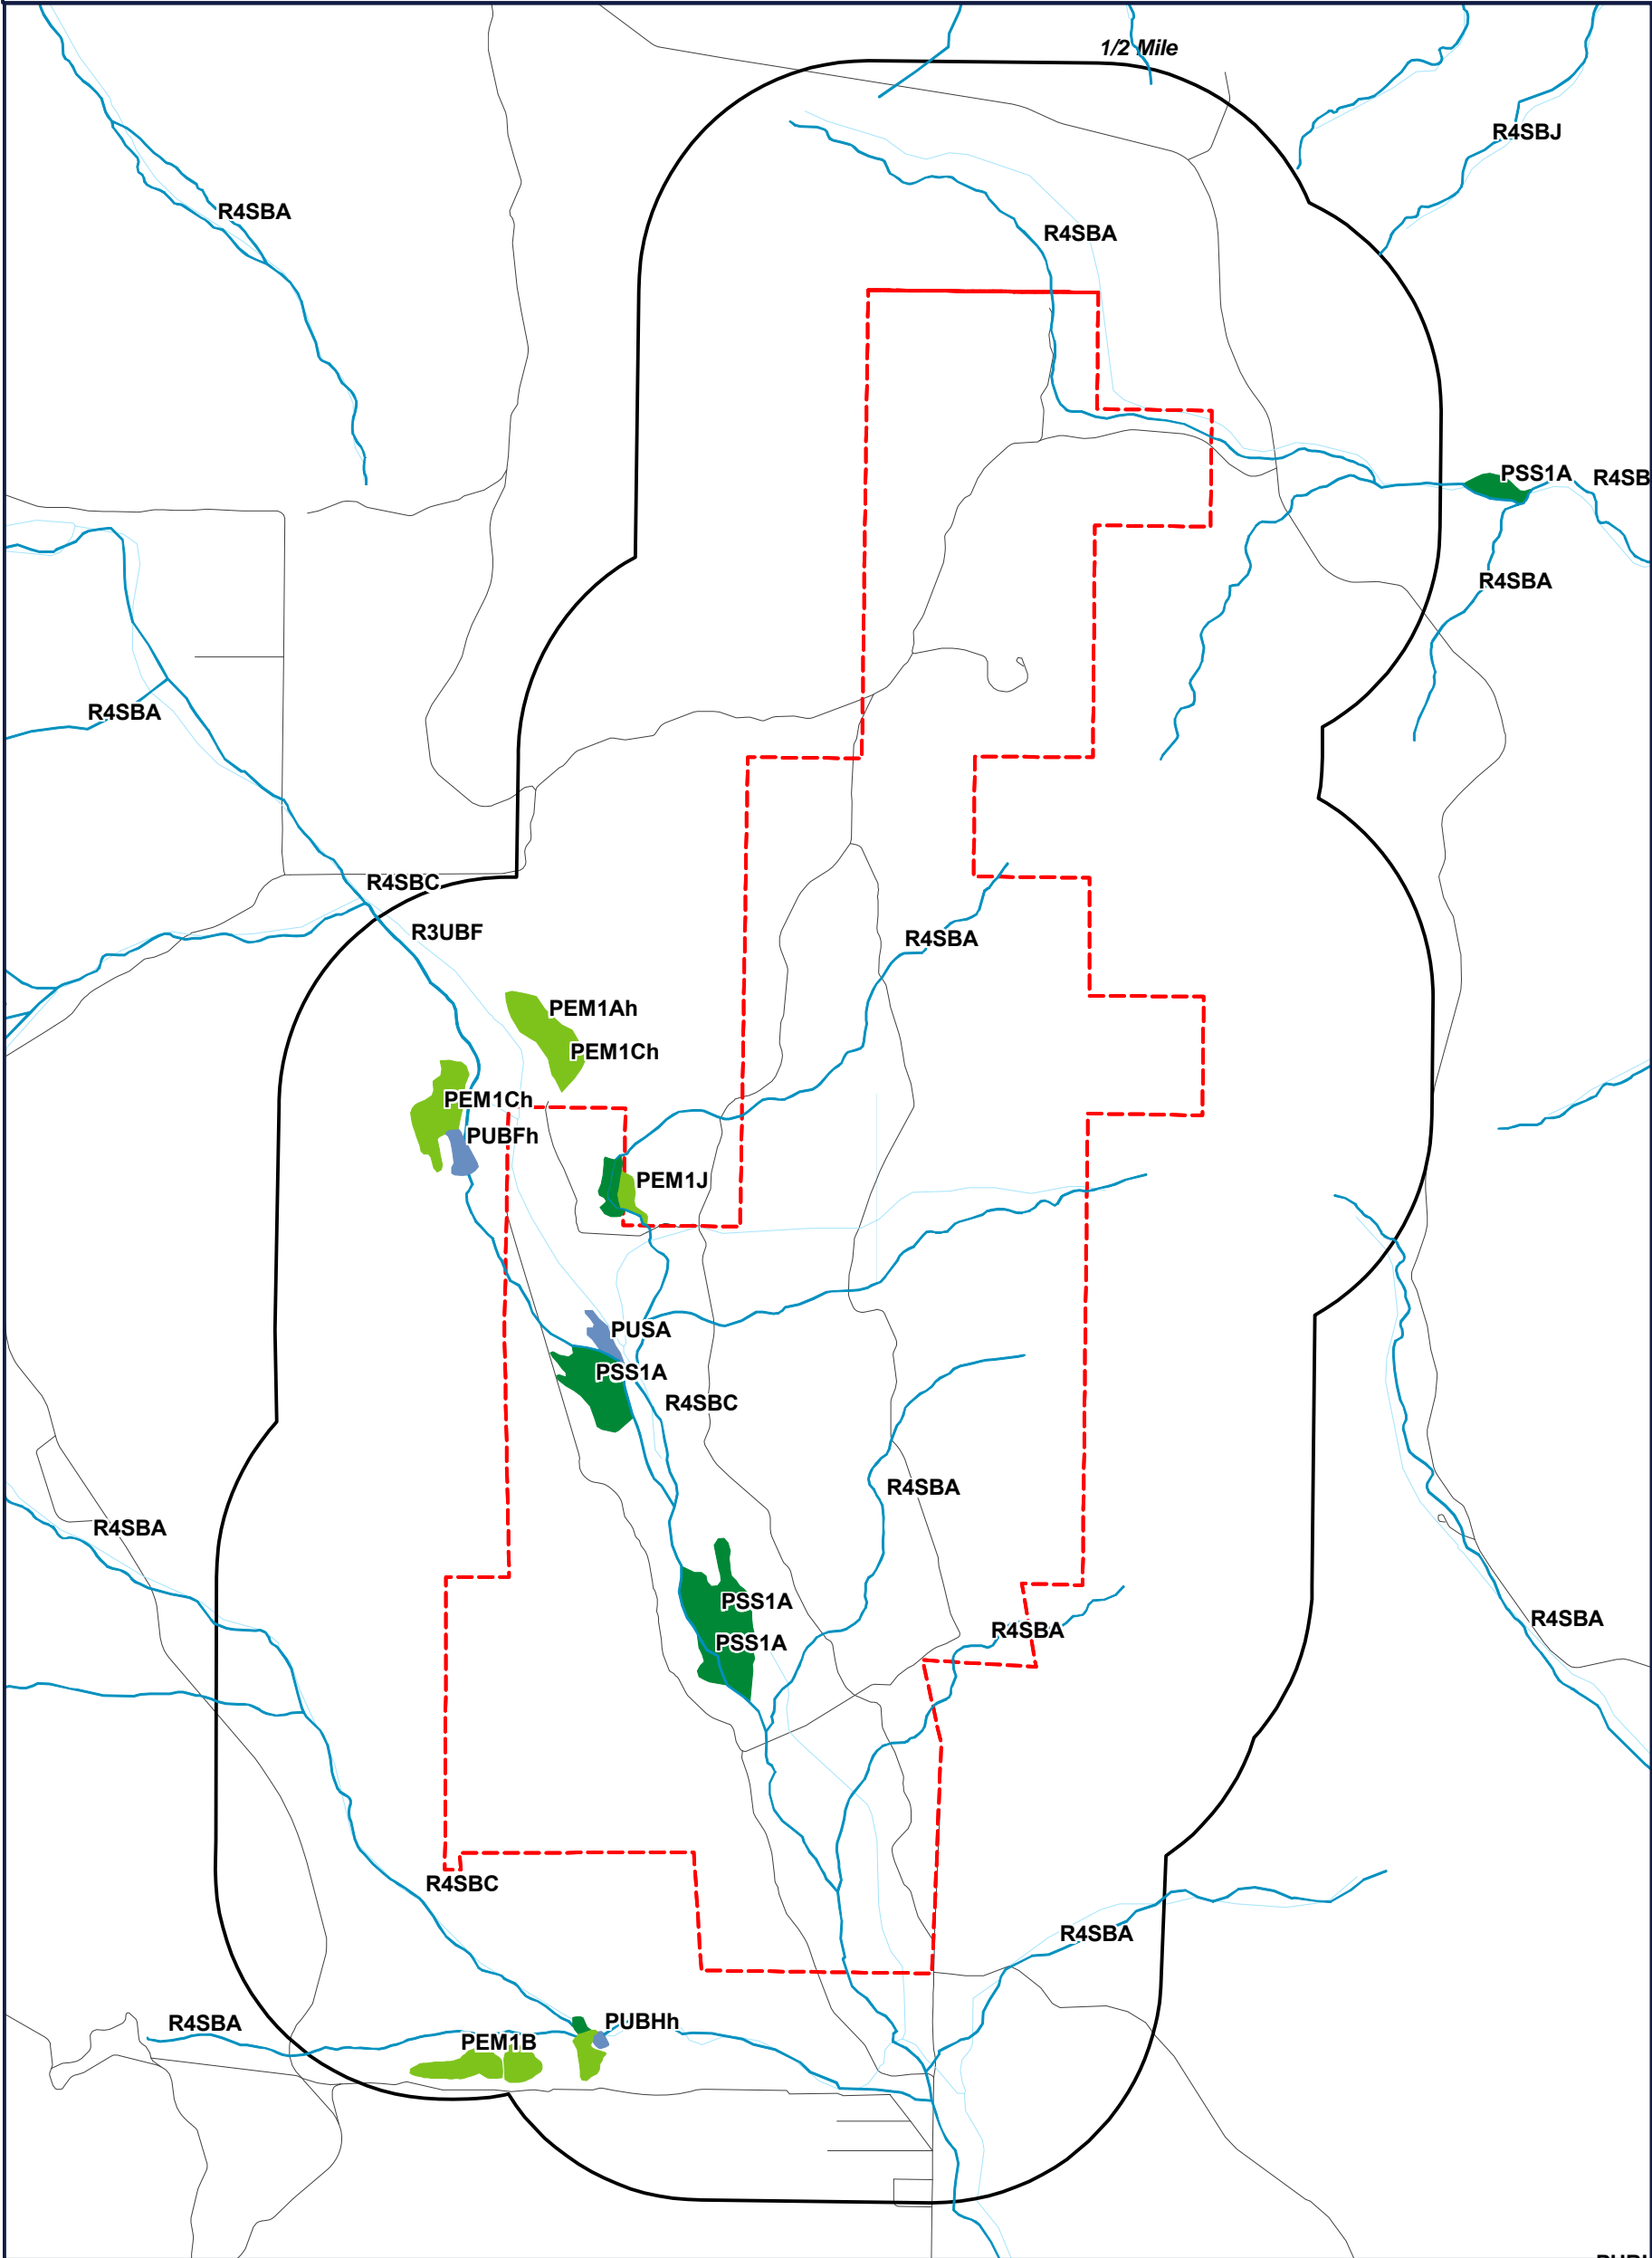 1/2 Mile
R4SBJ
R4SBA
R4SBA
PSS1A
R4SB
R4SBA
R4SBA
R4SBC
R3UBF
R4SBA
PEM1Ah
PEM1Ch
PEM1Ch
PUBFh
PEM1J
PUSA
PSS1A
R4SBC
R4SBA
R4SBA
PSS1A
R4SBA
R4SBA
PSS1A
R4SBC
R4SBA
R4SBA
PUBHh
PEM1B